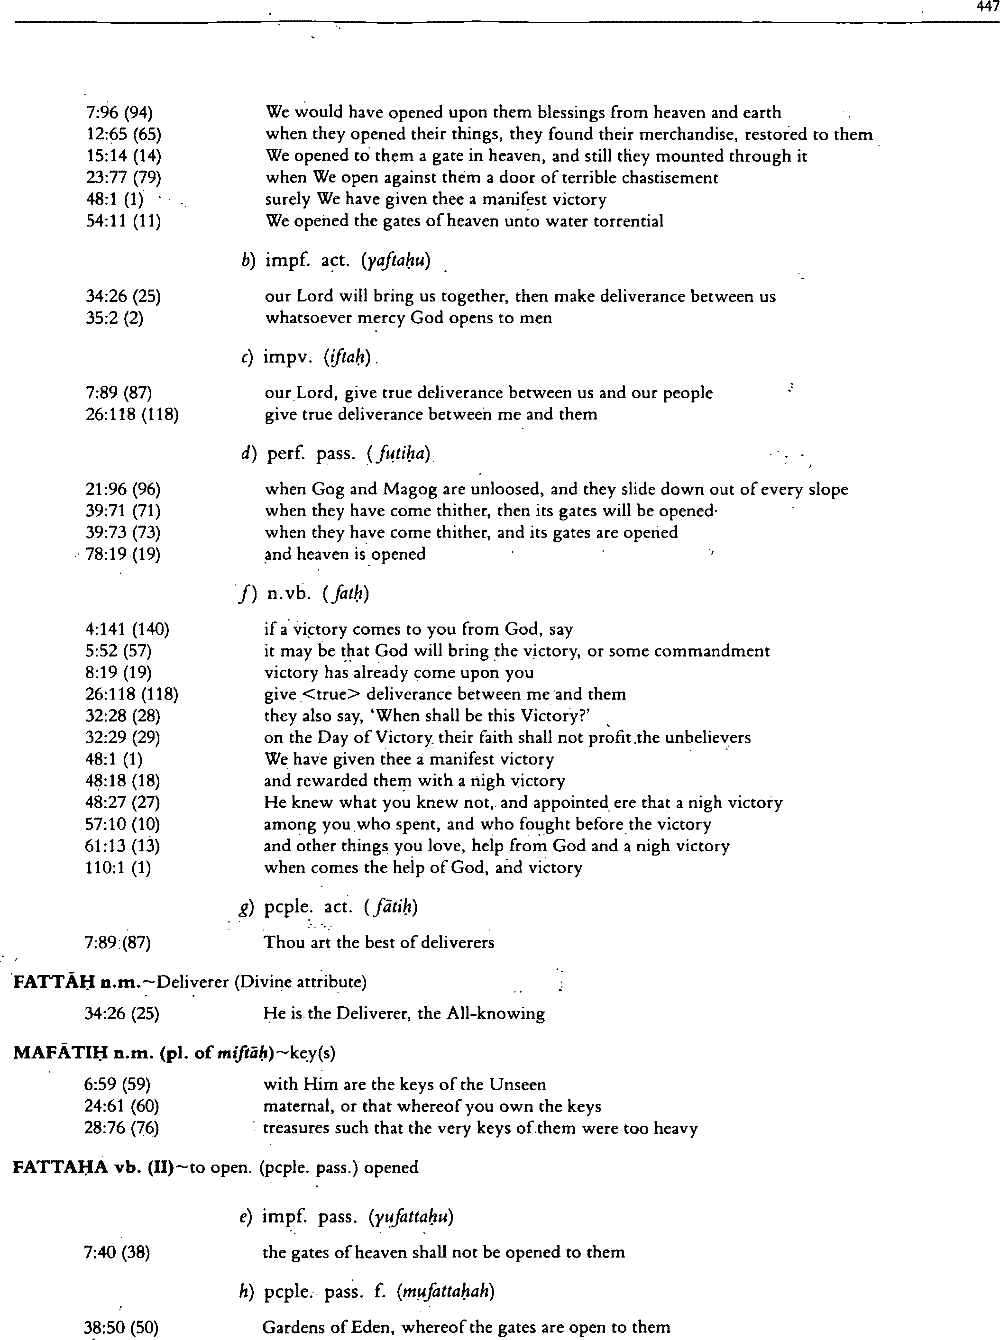 447
7:96 (94) We would have opened upon them blessings from heaven and earth
12:65 (65) when they opened their things, they found their merchandise, restored to them
15:14 (14) We opened to them a gate in heaven, and still they mounted through it
23:77 (79) when We open against them a door of terrible chastisement
48:1 (1) surely We have given thee a manifest victory
54:11 (11) We opened the gates of heaven unto water torrential
b) impf. act. (yaftaḥu)
34:26 (25) our Lord will bring us together, then make deliverance between us
35:2 (2) whatsoever mercy God opens to men
c) impv. (iftaḥ)
7:89 (87) our Lord, give true deliverance between us and our people
26:118 (118) give true deliverance between me and them
d) perf. pass. (futiḥa)
21:96 (96) when Gog and Magog are unloosed, and they slide down out of every slope
39:71 (71) when they have come thither, then its gates will be opened
39:73 (73) when they have come thither, and its gates are opened
78:19 (19) and heaven is opened
f) n.vb. (fatḥ)
4:141 (140) if a victory comes to you from God, say
5:52 (57) it may be that God will bring the victory, or some commandment
8:19 (19) victory has already come upon you
26:118 (118) give <true> deliverance between me and them
32:28 (28) they also say, 'When shall be this Victory?'
32:29 (29) on the Day of Victory their faith shall not profit the unbelievers
48:1 (1) We have given thee a manifest victory
48:18 (18) and rewarded them with a nigh victory
48:27 (27) He knew what you knew not, and appointed ere that a nigh victory
57:10 (10) among you who spent, and who fought before the victory
61:13 (13) and other things you love, help from God and a nigh victory
110:1 (1) when comes the help of God, and victory
g) pcple. act. (fātiḥ)
7:89 (87) Thou art the best of deliverers
FATTĀḤ n.m.~Deliverer (Divine attribute)
34:26 (25) He is the Deliverer, the All-knowing
MAFĀTIḤ n.m. (pl. of miftāḥ)~key(s)
6:59 (59) with Him are the keys of the Unseen
24:61 (60) maternal, or that whereof you own the keys
28:76 (76) treasures such that the very keys of them were too heavy
FATTAḤA vb. (II)~to open. (pcple. pass.) opened
e) impf. pass. (yufattaḥu)
7:40 (38) the gates of heaven shall not be opened to them
h) pcple. pass. f. (mufattaḥah)
38:50 (50) Gardens of Eden, whereof the gates are open to them